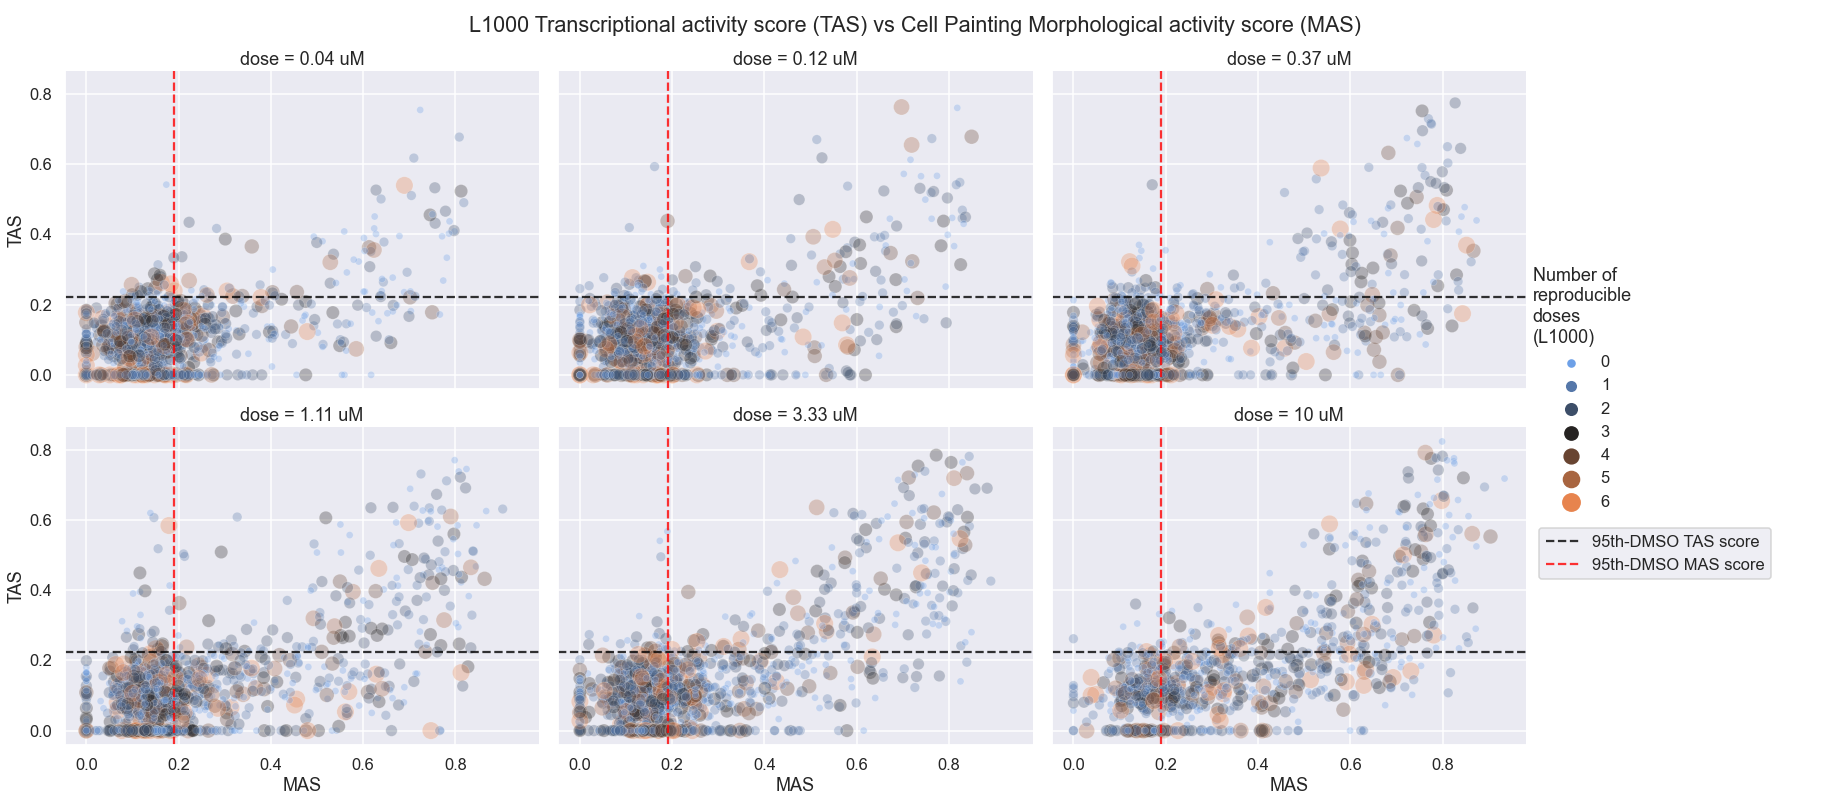 L1000 Transcriptional activity score (TAS) vs Cell Painting Morphological activity score (MAS)
dose = 0.04 uM
dose = 0.12 uM
dose = 0.37 uM
0.8
0.6
0.4
0.2
0.0
TAS
Number of
reproducible
doses
(L1000)
0
1
2
3
4
5
6
95th-DMSO TAS score
95th-DMSO MAS score
dose = 1.11 uM
dose = 3.33 uM
dose = 10 uM
0.8
0.6
0.4
0.2
0.0
TAS
0.0 0.2 0.4 0.6 0.8
0.0 0.2 0.4 0.6 0.8
0.0 0.2 0.4 0.6 0.8
MAS
MAS
MAS